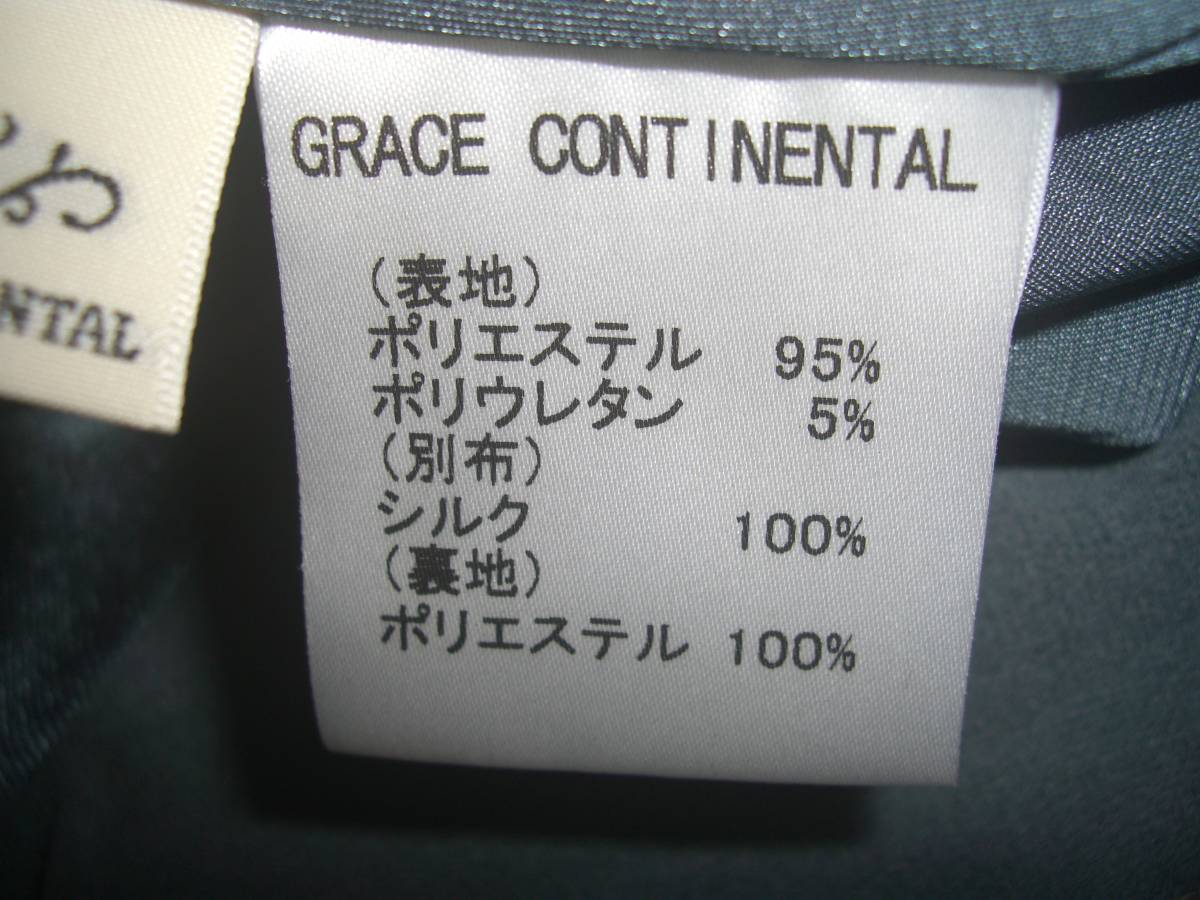 GRACE CONTINENTAL
(表地)
ポリエステル 95%
ポリウレタン 5%
(別布)
シルク 100%
(裏地)
ポリエステル 100%
NTAL